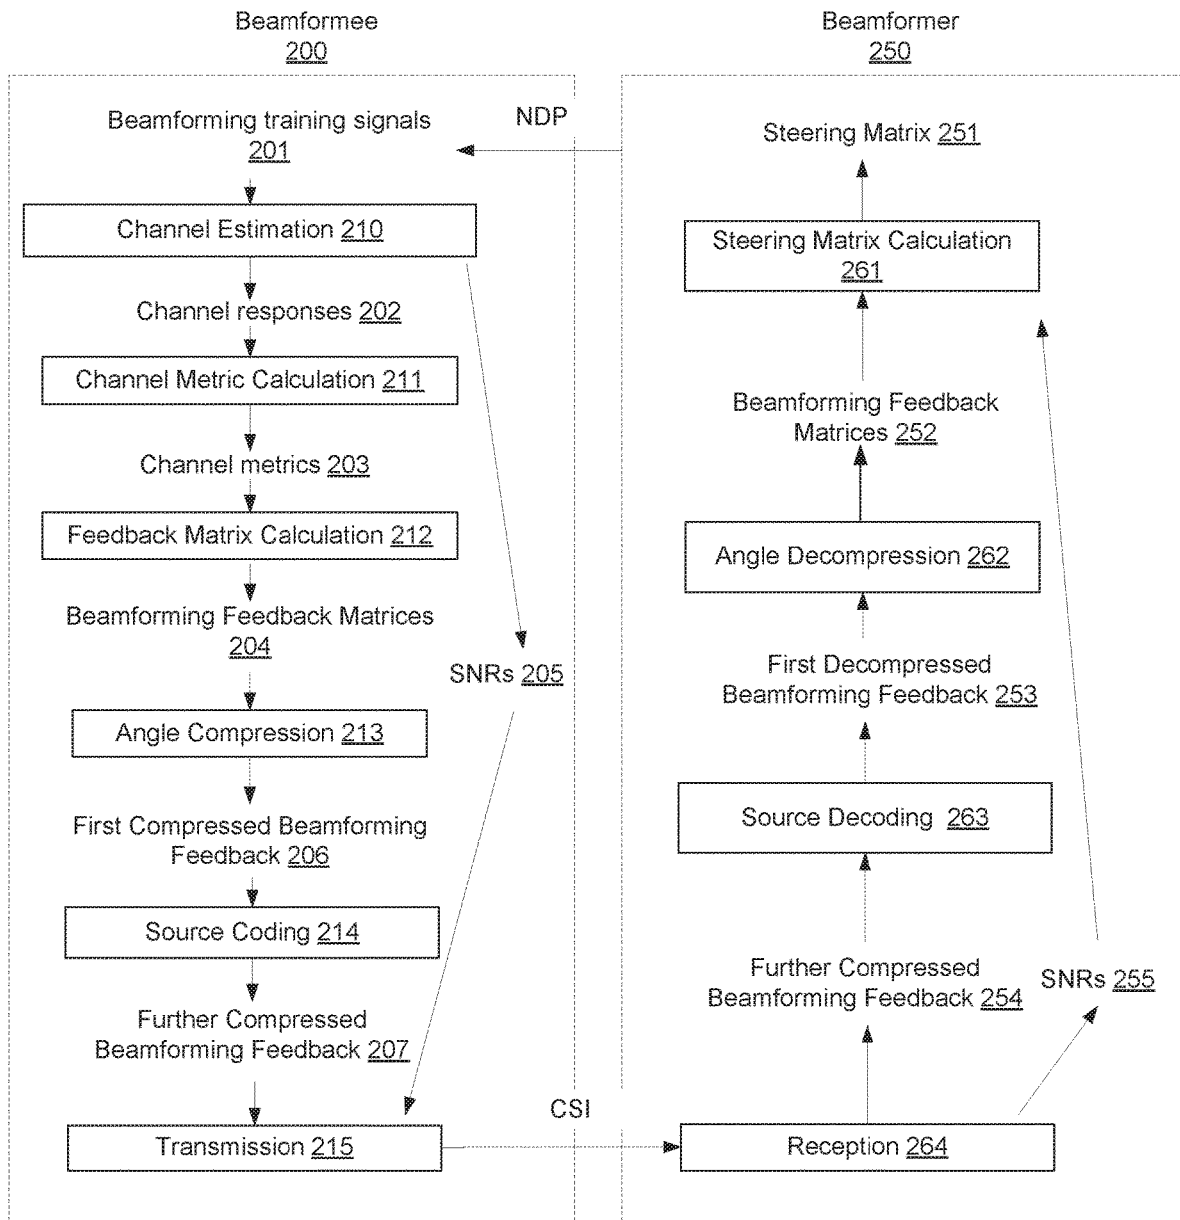 Beamformee
200
Beamforming training signals
201
Channel Estimation 210
Channel responses 202
Channel Metric Calculation 211
Channel metrics 203
Feedback Matrix Calculation 212
Beamforming Feedback Matrices
204
SNRs 205
Angle Compression 213
First Compressed Beamforming
Feedback 206
Source Coding 214
Further Compressed
Beamforming Feedback 207
Transmission 215
NDP
CSI
Beamformer
250
Steering Matrix 251
Steering Matrix Calculation
261
Beamforming Feedback
Matrices 252
Angle Decompression 262
First Decompressed
Beamforming Feedback 253
Source Decoding 263
Further Compressed
Beamforming Feedback 254
SNRs 255
Reception 264